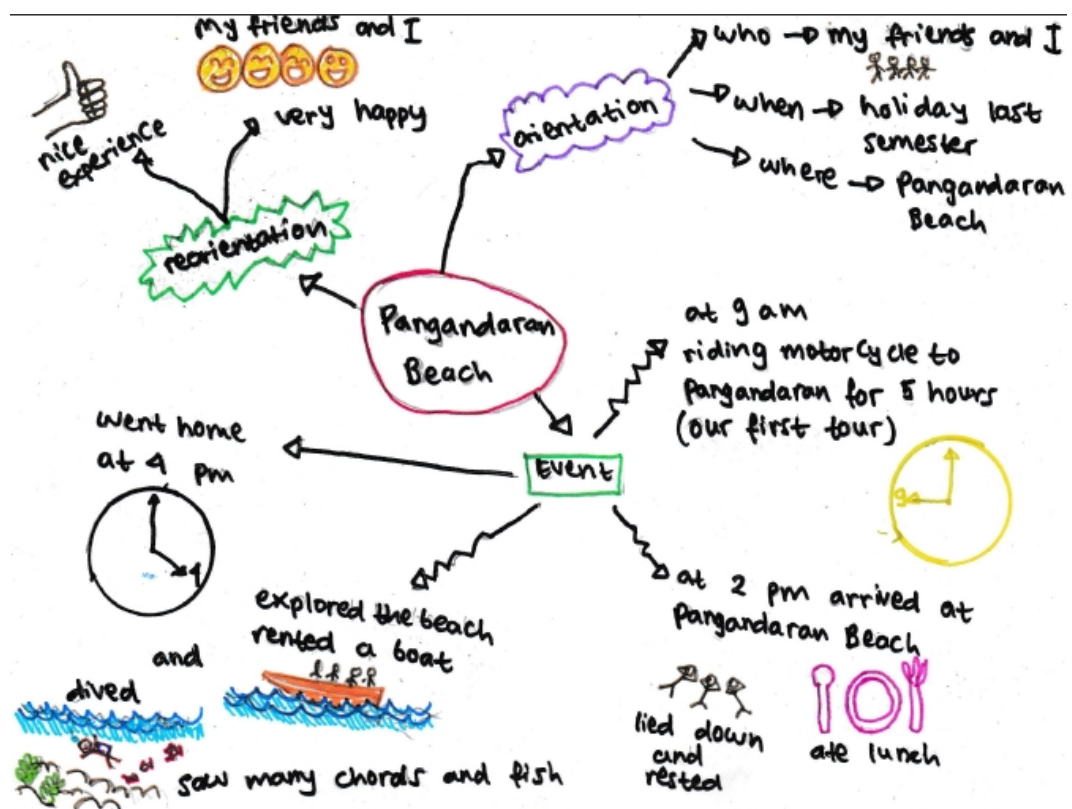 Pangandaran
Beach
orientation
who → my friends and I
when → holiday last
semester
where → Pangandaran
Beach
Event
at 9 am
riding motorcycle to
Pangandaran for 5 hours
(our first tour)
9
at 2 pm arrived at
Pangandaran Beach
lied down
and
rested
ate lunch
explored the beach
rented a boat
and
dived
saw many chords and fish
went home
at 4 pm
4
reorientation
my friends and I
very happy
nice
experience